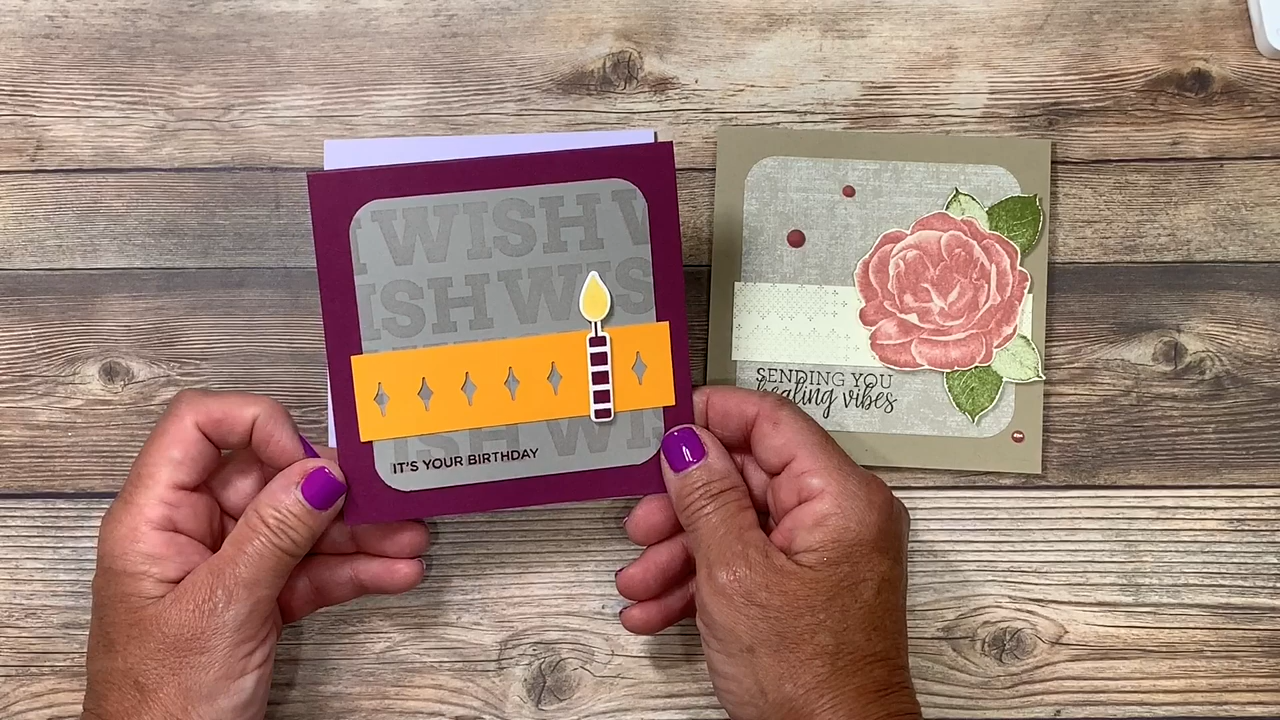 WISH W
ISH WIS
ISH WI
IT'S YOUR BIRTHDAY
SENDING YOU
healing vibes